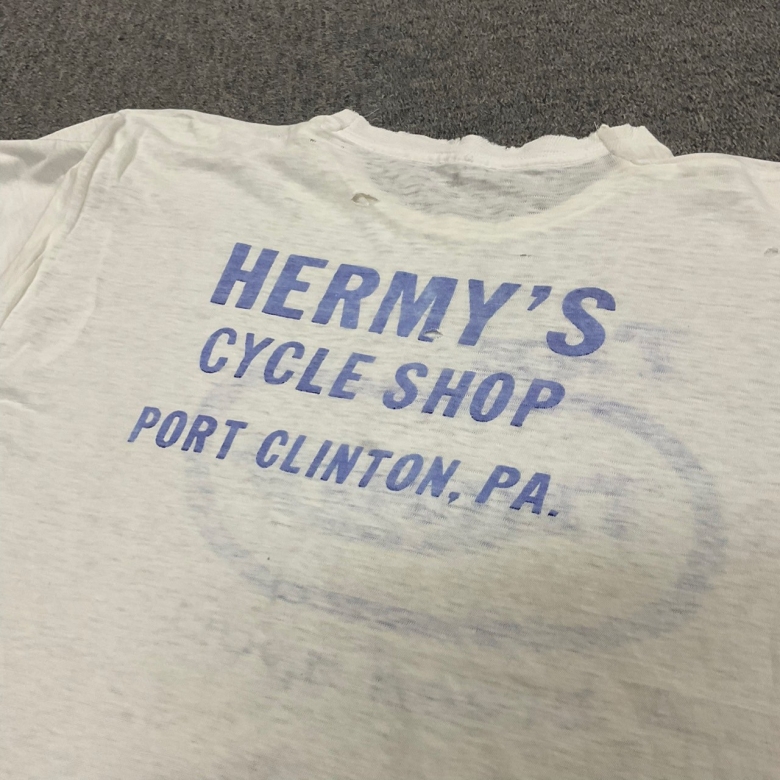 HERMY'S
CYCLE SHOP
PORT CLINTON, PA.